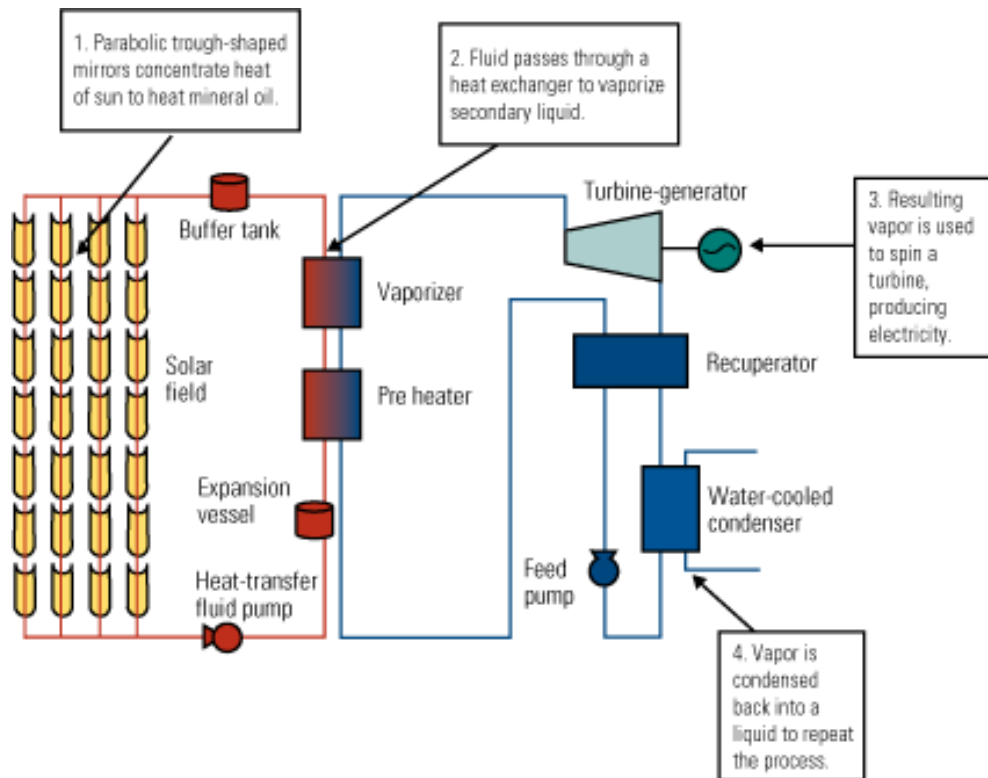 1. Parabolic trough-shaped
mirrors concentrate heat
of sun to heat mineral oil.
2. Fluid passes through a
heat exchanger to vaporize
secondary liquid.
Turbine-generator
3. Resulting
vapor is used
to spin a
turbine,
producing
electricity.
Buffer tank
Vaporizer
Solar
field
Pre heater
Recuperator
Expansion
vessel
Water-cooled
condenser
Heat-transfer
fluid pump
Feed
pump
4. Vapor is
condensed
back into a
liquid to repeat
the process.